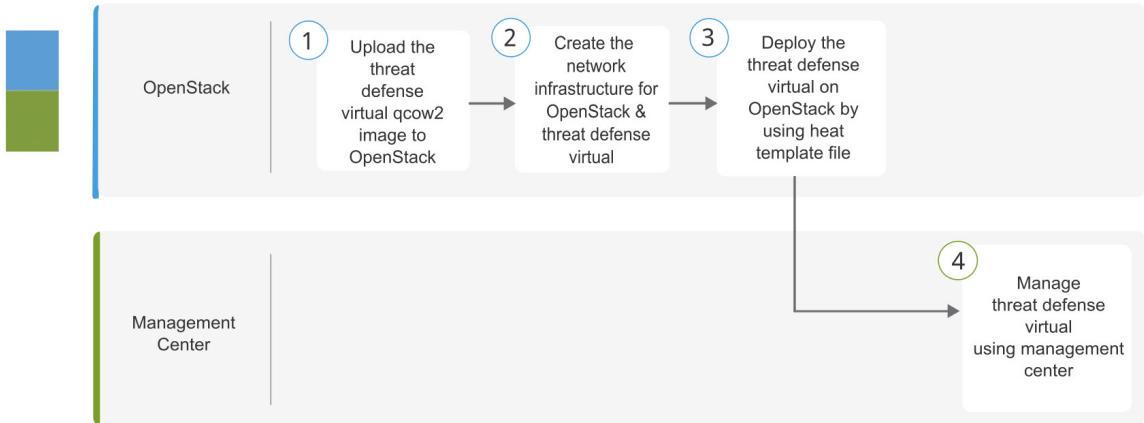 OpenStack
1
Upload the
threat
defense
virtual qcow2
image to
OpenStack
2
Create the
network
infrastructure for
OpenStack &
threat defense
virtual
3
Deploy the
threat defense
virtual on
OpenStack by
using heat
template file
Management
Center
4
Manage
threat defense
virtual
using management
center